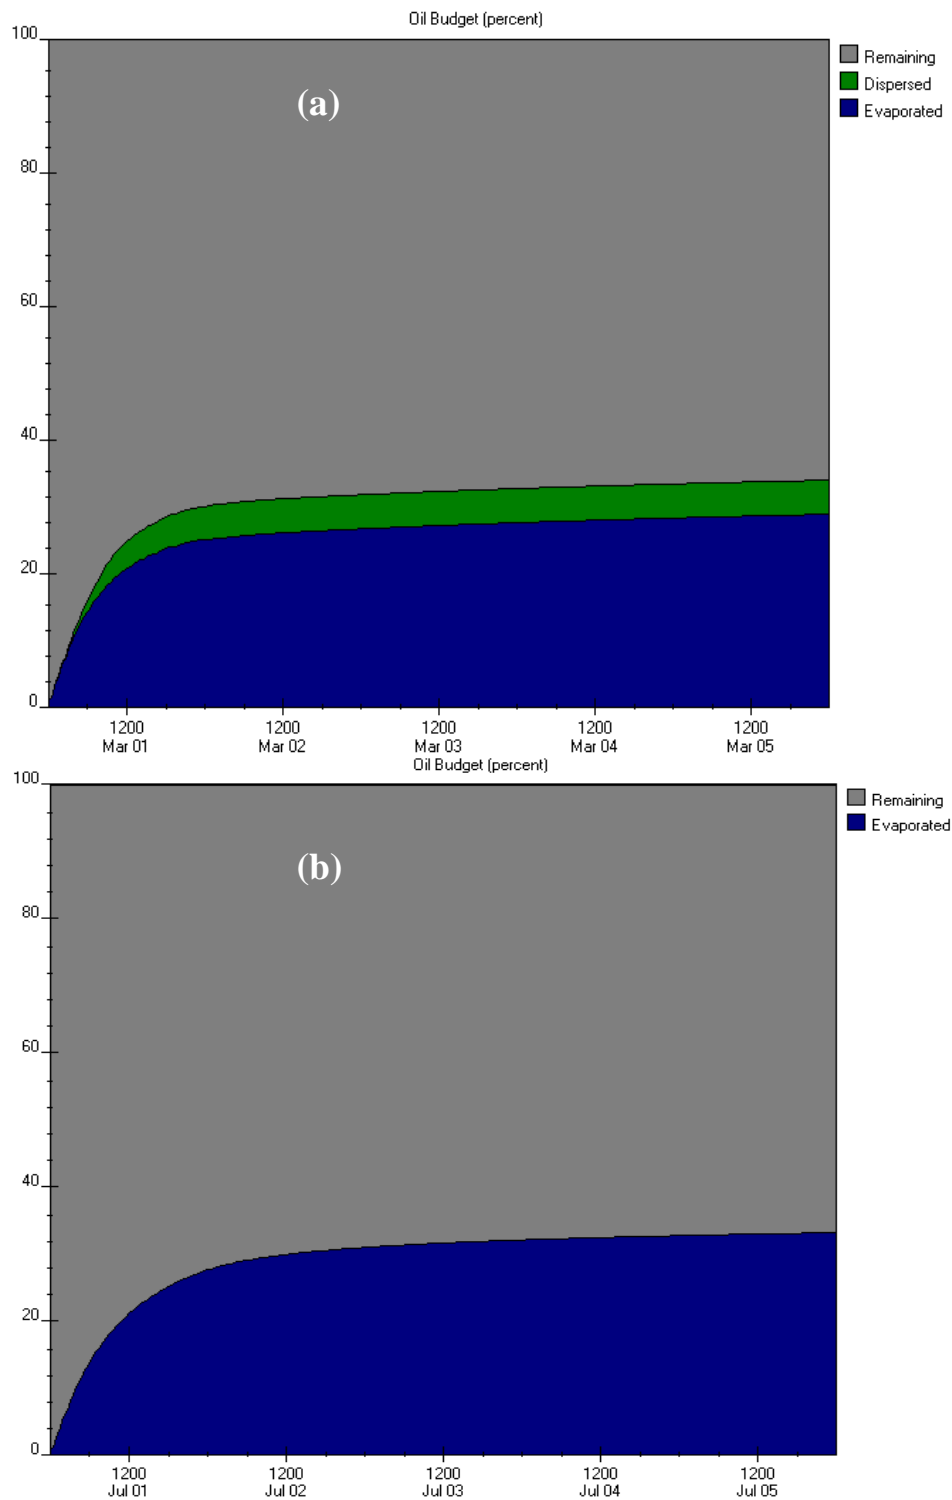 Oil Budget (percent)
100
80
60
40
20
0
(a)
Remaining
Dispersed
Evaporated
1200 1200 1200 1200 1200
Mar 01 Mar 02 Mar 03 Mar 04 Mar 05
Oil Budget (percent)
100
80
60
40
20
0
(b)
Remaining
Evaporated
1200 1200 1200 1200 1200
Jul 01 Jul 02 Jul 03 Jul 04 Jul 05